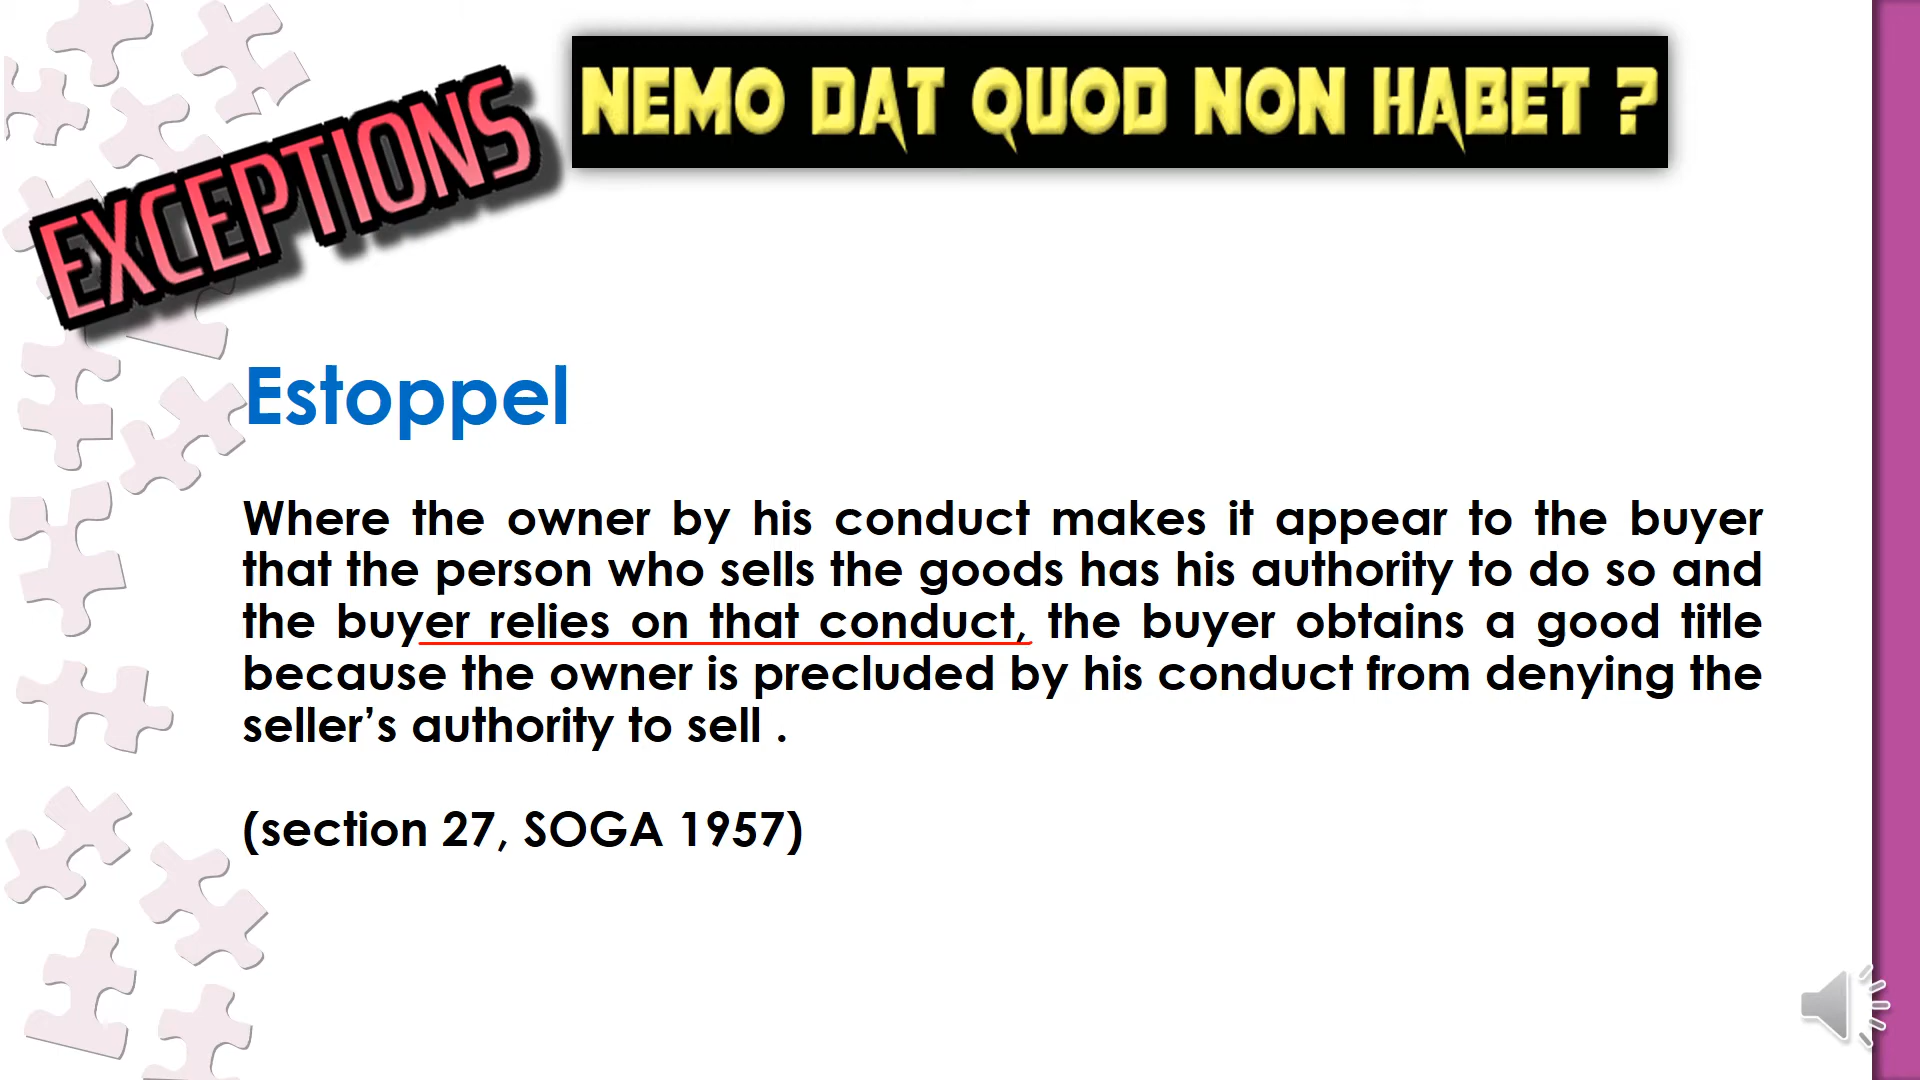 EXCEPTIONS
NEMO DAT QUOD NON HABET ?
Estoppel
Where the owner by his conduct makes it appear to the buyer
that the person who sells the goods has his authority to do so and
the buyer relies on that conduct, the buyer obtains a good title
because the owner is precluded by his conduct from denying the
seller’s authority to sell .
(section 27, SOGA 1957)